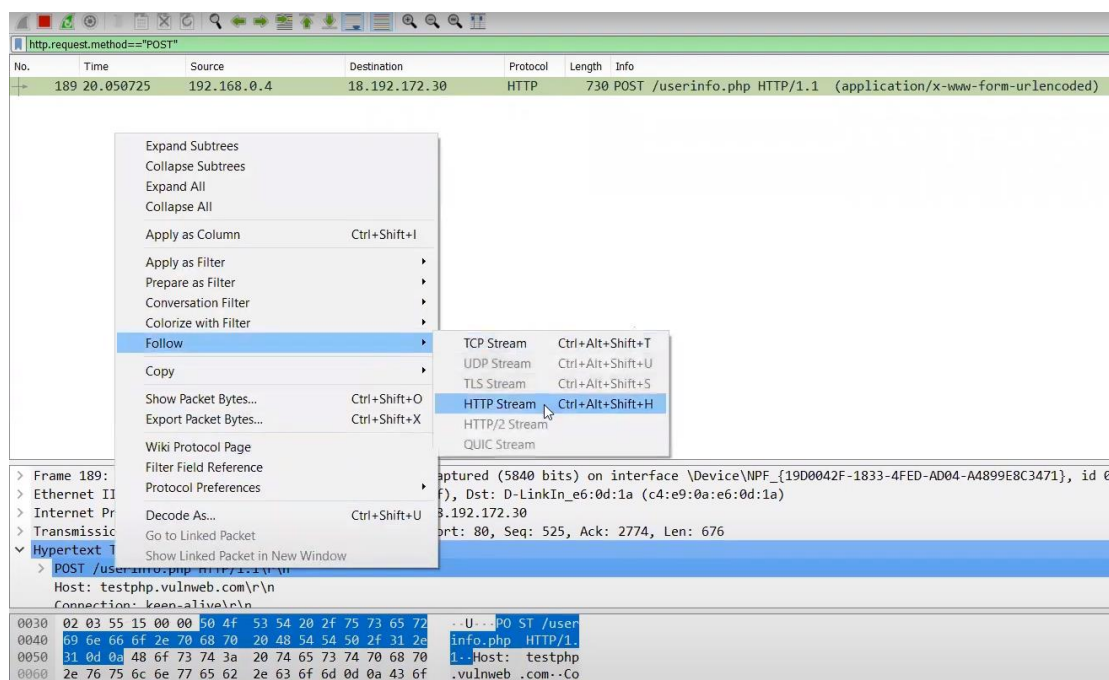 http.request.method=="POST"
No. Time Source Destination Protocol Length Info
189 20.050725 192.168.0.4 18.192.172.30 HTTP 730 POST /userinfo.php HTTP/1.1 (application/x-www-form-urlencoded)
Expand Subtrees
Collapse Subtrees
Expand All
Collapse All
Apply as Column Ctrl+Shift+I
Apply as Filter
Prepare as Filter
Conversation Filter
Colorize with Filter
Follow
TCP Stream Ctrl+Alt+Shift+T
UDP Stream Ctrl+Alt+Shift+U
TLS Stream Ctrl+Alt+Shift+S
HTTP Stream Ctrl+Alt+Shift+H
HTTP/2 Stream
QUIC Stream
Copy
Show Packet Bytes... Ctrl+Shift+O
Export Packet Bytes... Ctrl+Shift+X
Wiki Protocol Page
Filter Field Reference
Protocol Preferences
Decode As... Ctrl+Shift+U
Go to Linked Packet
Show Linked Packet in New Window
Frame 189: aptured (5840 bits) on interface \Device\NPF_{19D0042F-1833-4FED-AD04-A4899E8C3471}, id 0
Ethernet II f), Dst: D-LinkIn_e6:0d:1a (c4:e9:0a:e6:0d:1a)
Internet Pr 8.192.172.30
Transmissic ort: 80, Seq: 525, Ack: 2774, Len: 676
Hypertext T
POST /userinfo.php HTTP/1.1\r\n
Host: testphp.vulnweb.com\r\n
Connection: keep-alive\r\n
0030 02 03 55 15 00 00 50 4f 53 54 20 2f 75 73 65 72 ··U···PO ST /user
0040 69 6e 66 6f 2e 70 68 70 20 48 54 54 50 2f 31 2e info.php HTTP/1.
0050 31 0d 0a 48 6f 73 74 3a 20 74 65 73 74 70 68 70 1··Host: testphp
0060 2e 76 75 6c 6e 77 65 62 2e 63 6f 6d 0d 0a 43 6f .vulnweb .com··Co